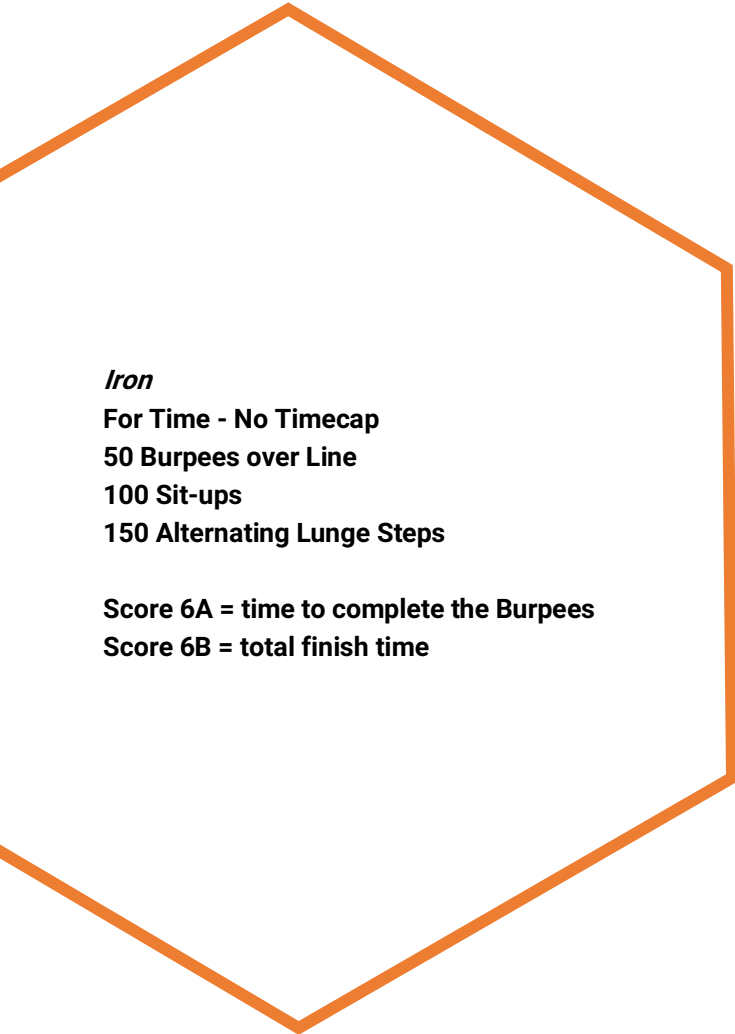 Iron
For Time - No Timecap
50 Burpees over Line
100 Sit-ups
150 Alternating Lunge Steps
Score 6A = time to complete the Burpees
Score 6B = total finish time